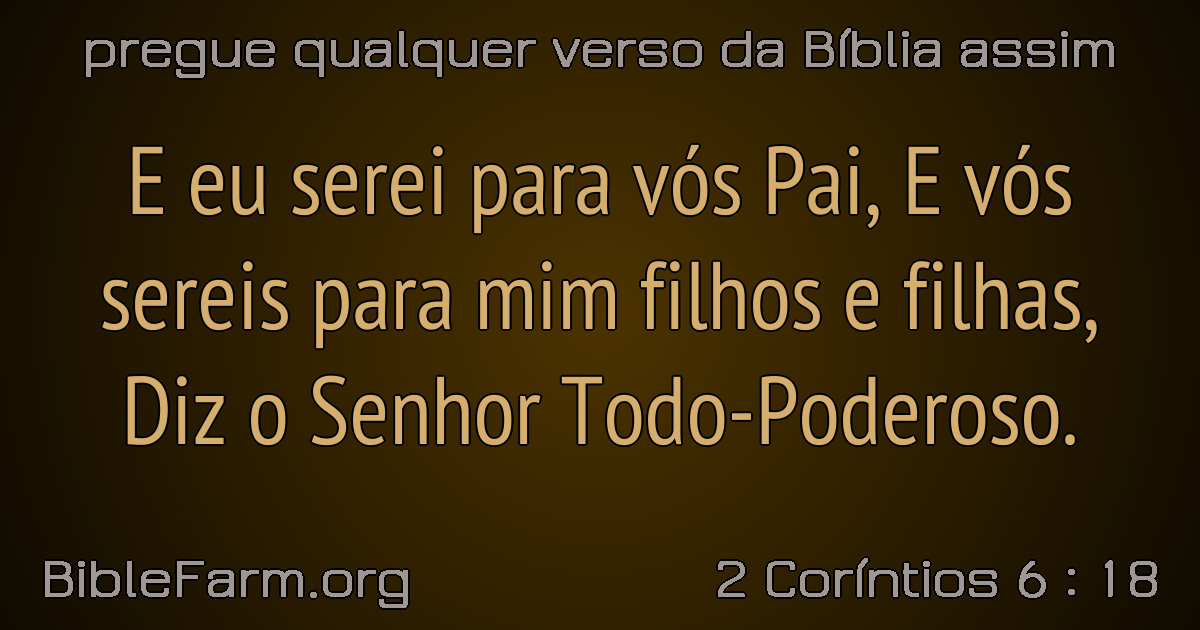 pregue qualquer verso da Bíblia assim
E eu serei para vós Pai, E vós
sereis para mim filhos e filhas,
Diz o Senhor Todo-Poderoso.
BibleFarm.org
2 Coríntios 6 : 18